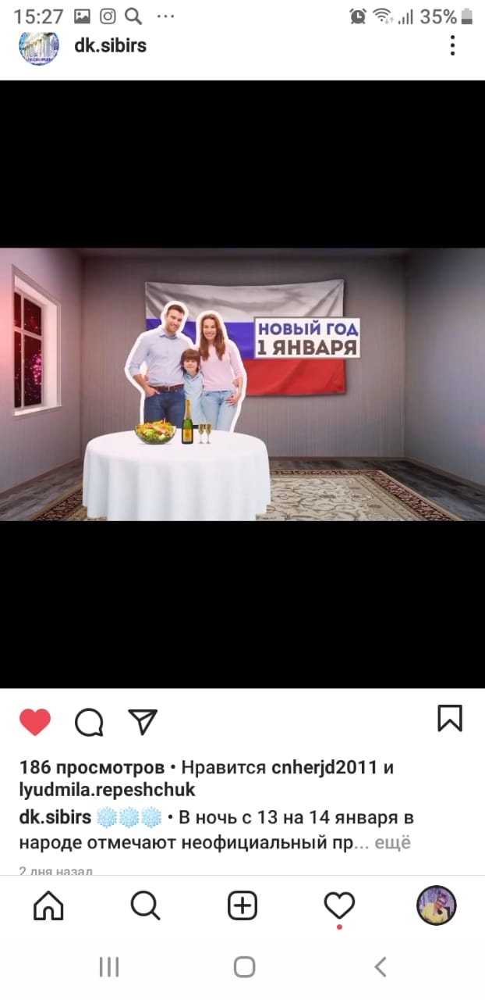 15:27
35%
dk.sibirs
НОВЫЙ ГОД
1 ЯНВАРЯ
186 просмотров • Нравится cnherjd2011 и
lyudmila.repeshchuk
dk.sibirs ❄️❄️❄️ • В ночь с 13 на 14 января в
народе отмечают неофициальный пр... ещё
2 дня назад